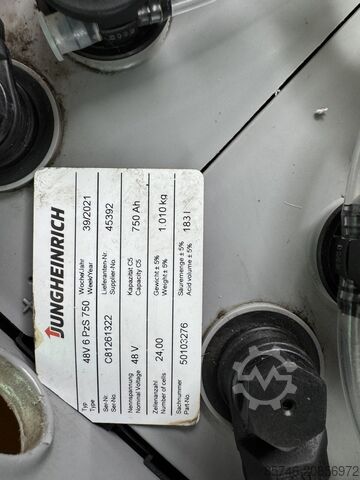 JUNGHEINRICH
Typ 48V 6 PzS 750 Woche/Jahr 39/2021
Type Week/Year
Ser-Nr. C81261322 Lieferanten-Nr. 45392
Ser-No. Supplier-No.
Nennspannung 48 V Kapazität C5 750 Ah
Nominal Voltage Capacity C5
Zellenanzahl 24,00 Gewicht ± 5% 1.010 kg
Number of cells Weight± 5%
Sachnummer 50103276 Säuremenge ± 5% 183 l
Part-No. Acid volume ± 5%